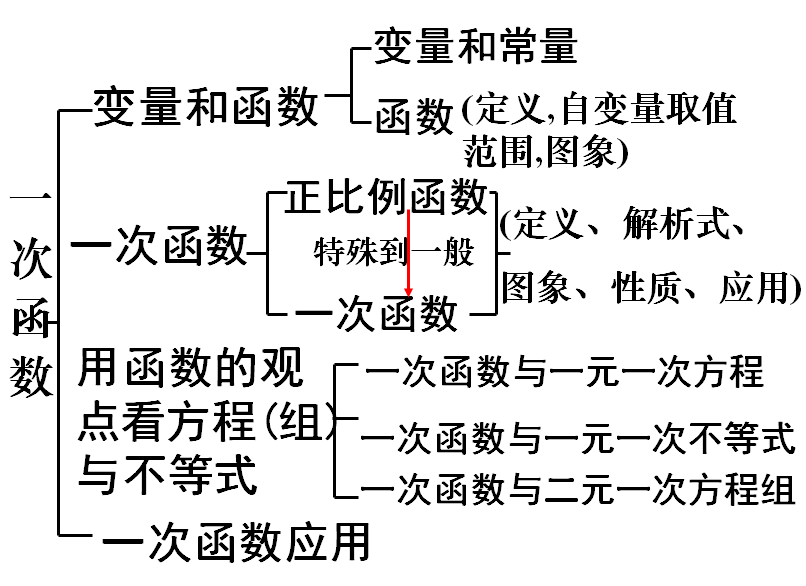 一次函数
变量和函数
变量和常量
函数
(定义,自变量取值
范围,图象)
一次函数
正比例函数
特殊到一般
一次函数
(定义、解析式、
图象、性质、应用)
用函数的观
点看方程(组)
与不等式
一次函数与一元一次方程
一次函数与一元一次不等式
一次函数与二元一次方程组
一次函数应用